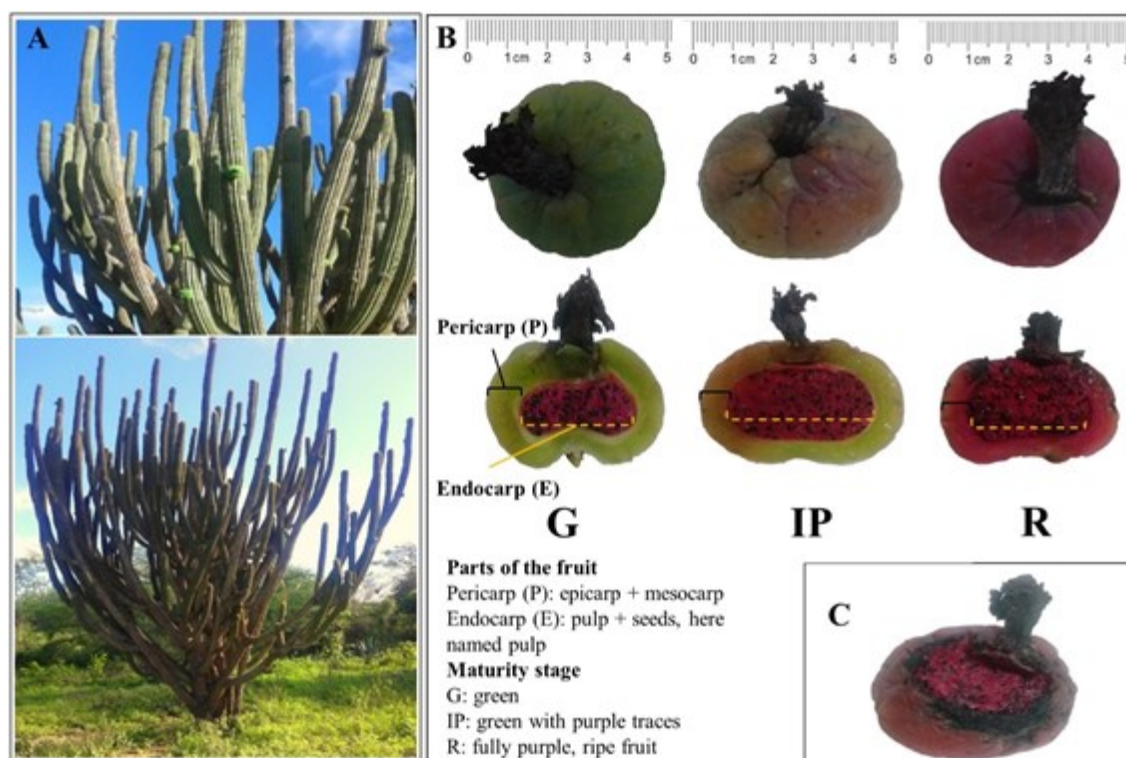 A
B
0 1cm 2 3 4 5
0 1cm 2 3 4 5
0 1cm 2 3 4 5
Pericarp (P)
Endocarp (E)
G IP R
Parts of the fruit
Pericarp (P): epicarp + mesocarp
Endocarp (E): pulp + seeds, here
named pulp
Maturity stage
G: green
IP: green with purple traces
R: fully purple, ripe fruit
C